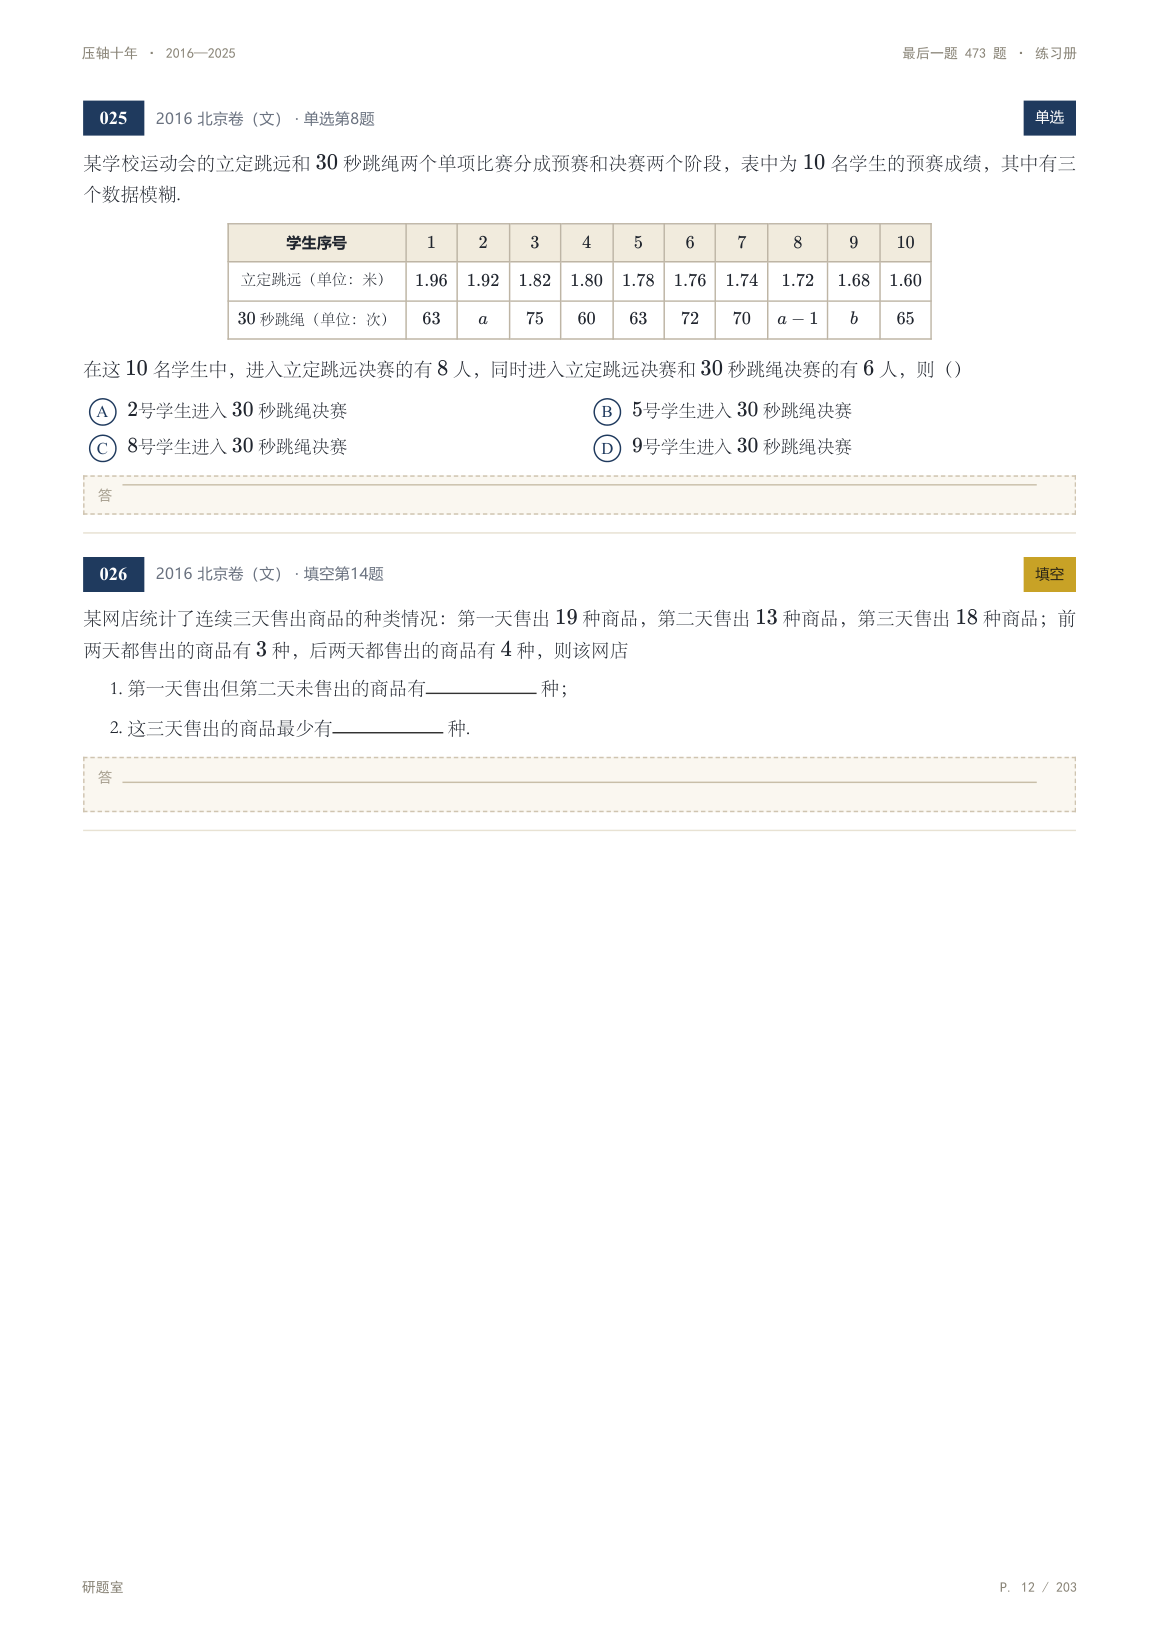 压轴十年 · 2016—2025
最后一题 473 题 · 练习册
025 2016 北京卷（文）· 单选第8题 单选
某学校运动会的立定跳远和 30 秒跳绳两个单项比赛分成预赛和决赛两个阶段，表中为 10 名学生的预赛成绩，其中有三
个数据模糊.
学生序号 1 2 3 4 5 6 7 8 9 10
立定跳远（单位：米） 1.96 1.92 1.82 1.80 1.78 1.76 1.74 1.72 1.68 1.60
30 秒跳绳（单位：次） 63 a 75 60 63 72 70 a − 1 b 65
在这 10 名学生中，进入立定跳远决赛的有 8 人，同时进入立定跳远决赛和 30 秒跳绳决赛的有 6 人，则（）
A 2号学生进入 30 秒跳绳决赛
B 5号学生进入 30 秒跳绳决赛
C 8号学生进入 30 秒跳绳决赛
D 9号学生进入 30 秒跳绳决赛
答
026 2016 北京卷（文）· 填空第14题 填空
某网店统计了连续三天售出商品的种类情况：第一天售出 19 种商品，第二天售出 13 种商品，第三天售出 18 种商品；前
两天都售出的商品有 3 种，后两天都售出的商品有 4 种，则该网店
1. 第一天售出但第二天未售出的商品有 种；
2. 这三天售出的商品最少有 种.
答
研题室
P. 12 / 203